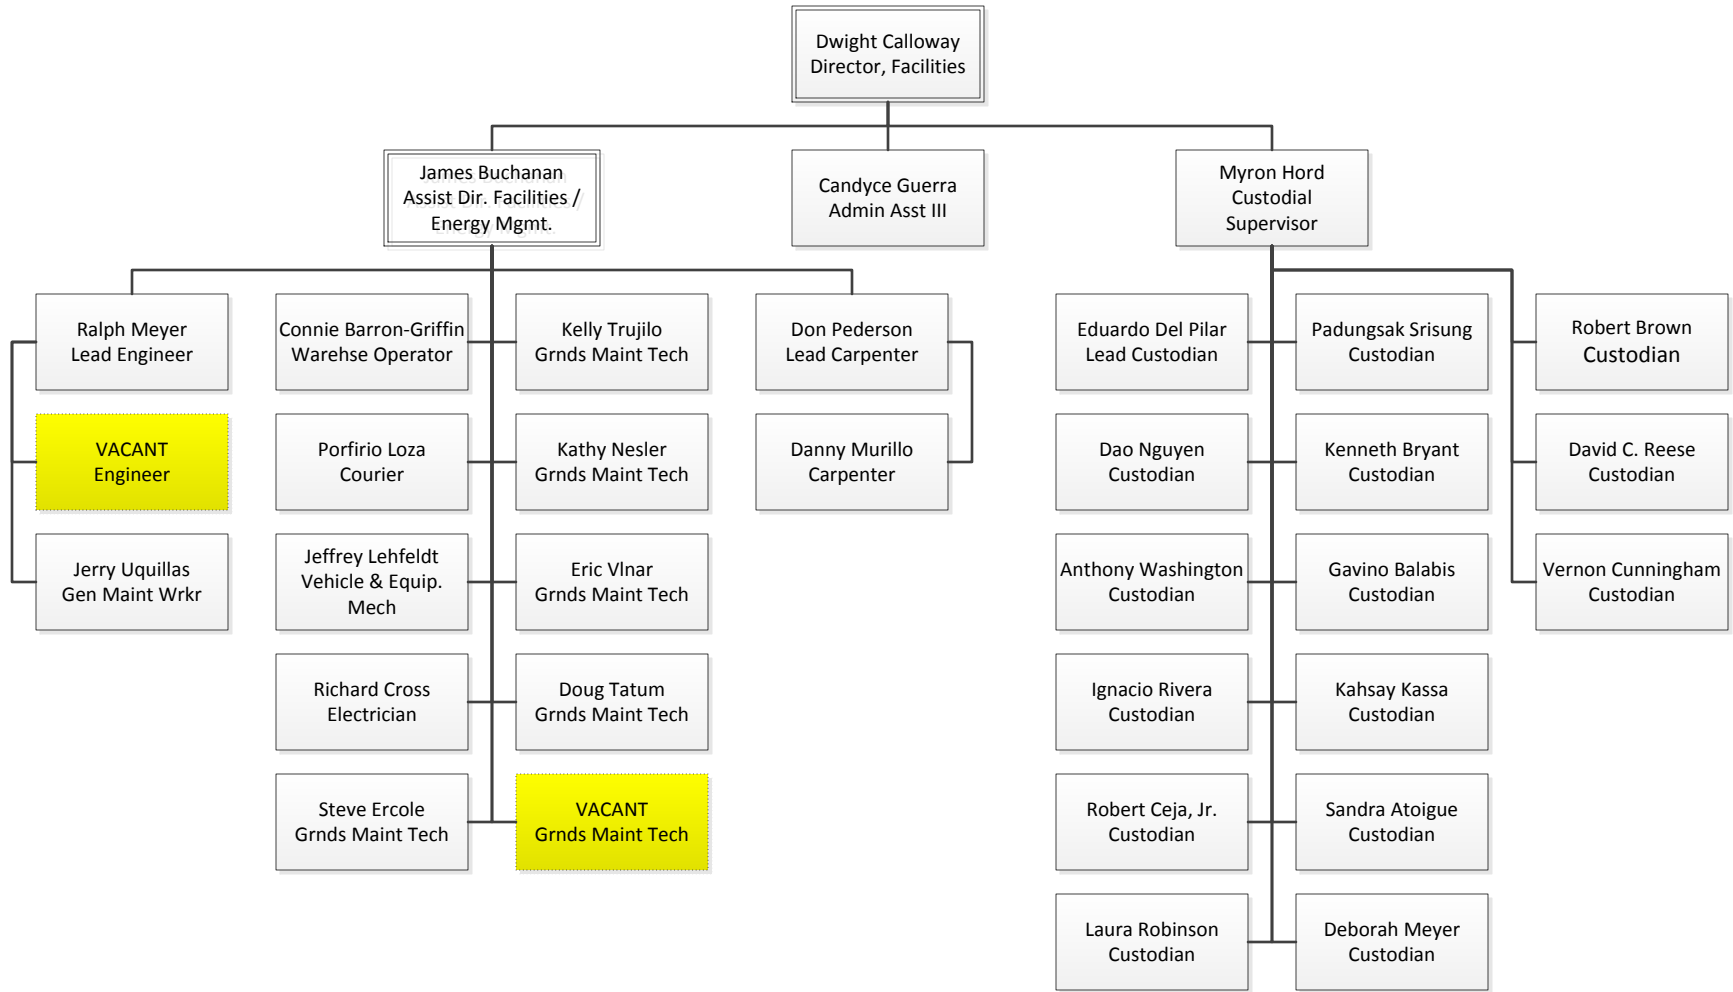 Dwight Calloway
Director, Facilities
James Buchanan
Assist Dir. Facilities /
Energy Mgmt.
Candyce Guerra
Admin Asst III
Myron Hord
Custodial
Supervisor
Ralph Meyer
Lead Engineer
VACANT
Engineer
Jerry Uquillas
Gen Maint Wrkr
Connie Barron-Griffin
Warehse Operator
Porfirio Loza
Courier
Jeffrey Lehfeldt
Vehicle & Equip.
Mech
Richard Cross
Electrician
Steve Ercole
Grnds Maint Tech
Kelly Trujilo
Grnds Maint Tech
Kathy Nesler
Grnds Maint Tech
Eric Vlnar
Grnds Maint Tech
Doug Tatum
Grnds Maint Tech
VACANT
Grnds Maint Tech
Don Pederson
Lead Carpenter
Danny Murillo
Carpenter
Eduardo Del Pilar
Lead Custodian
Dao Nguyen
Custodian
Anthony Washington
Custodian
Ignacio Rivera
Custodian
Robert Ceja, Jr.
Custodian
Laura Robinson
Custodian
Padungsak Srisung
Custodian
Kenneth Bryant
Custodian
Gavino Balabis
Custodian
Kahsay Kassa
Custodian
Sandra Atoigue
Custodian
Deborah Meyer
Custodian
Robert Brown
Custodian
David C. Reese
Custodian
Vernon Cunningham
Custodian